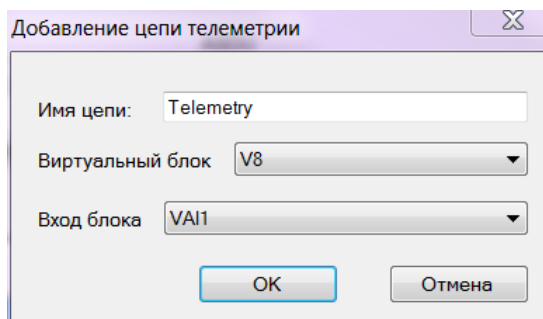 Добавление цепи телеметрии
Имя цепи: Telemetry
Виртуальный блок V8
Вход блока VAI1
OK Отмена